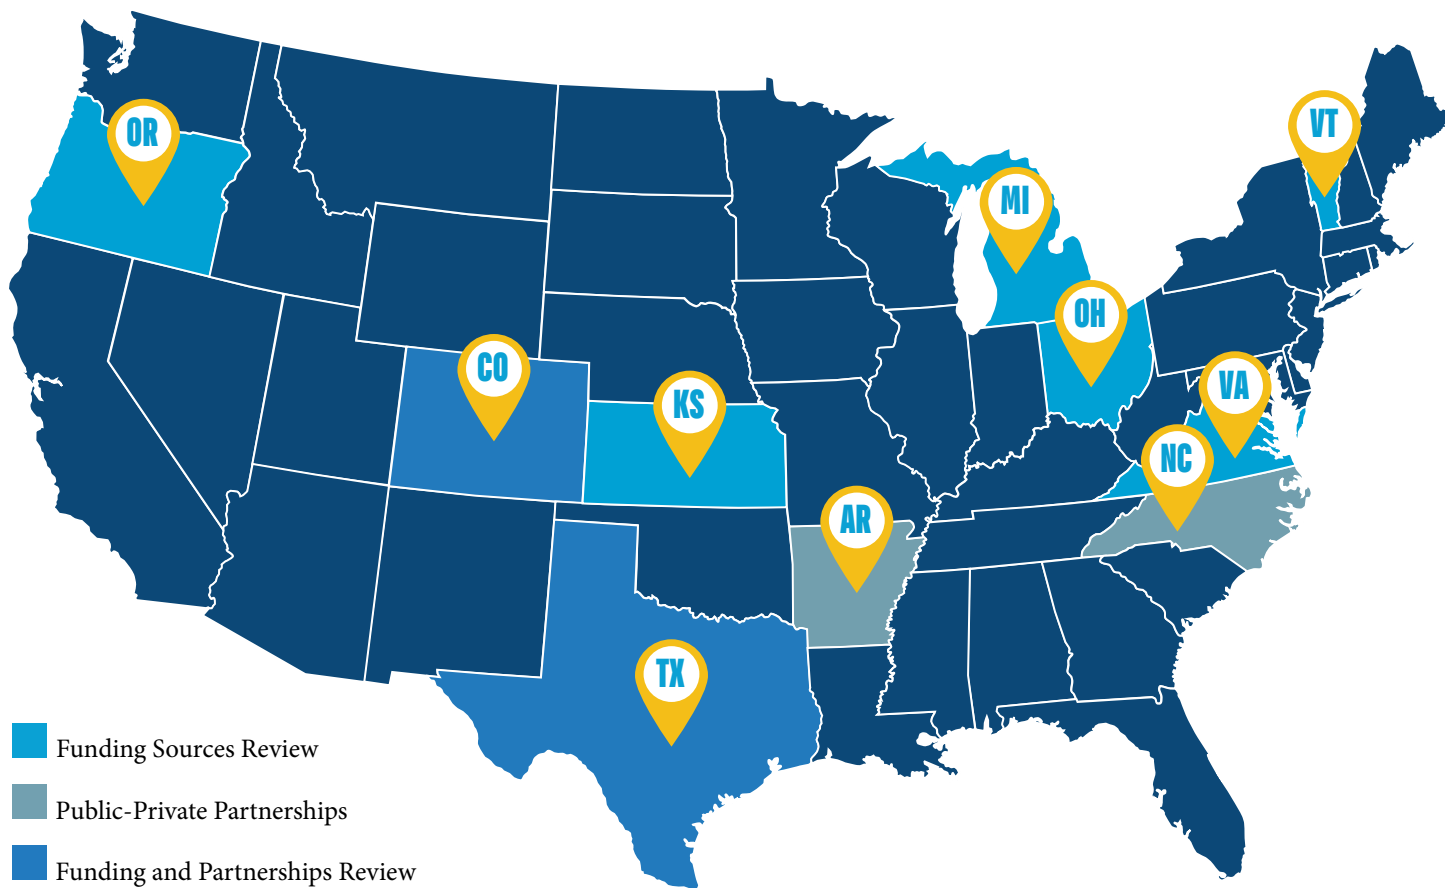 OR
VT
MI
OH
CO
VA
KS
NC
AR
TX
Funding Sources Review
Public-Private Partnerships
Funding and Partnerships Review